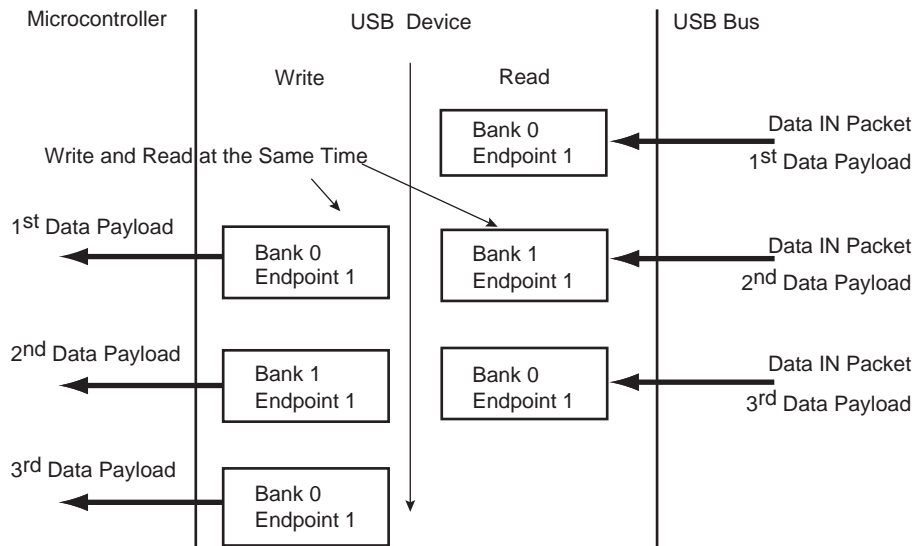 Microcontroller
USB Device
USB Bus
Write
Read
Bank 0
Endpoint 1
Data IN Packet
1st Data Payload
Write and Read at the Same Time
1st Data Payload
Bank 0
Endpoint 1
Bank 1
Endpoint 1
Data IN Packet
2nd Data Payload
2nd Data Payload
Bank 1
Endpoint 1
Bank 0
Endpoint 1
Data IN Packet
3rd Data Payload
3rd Data Payload
Bank 0
Endpoint 1